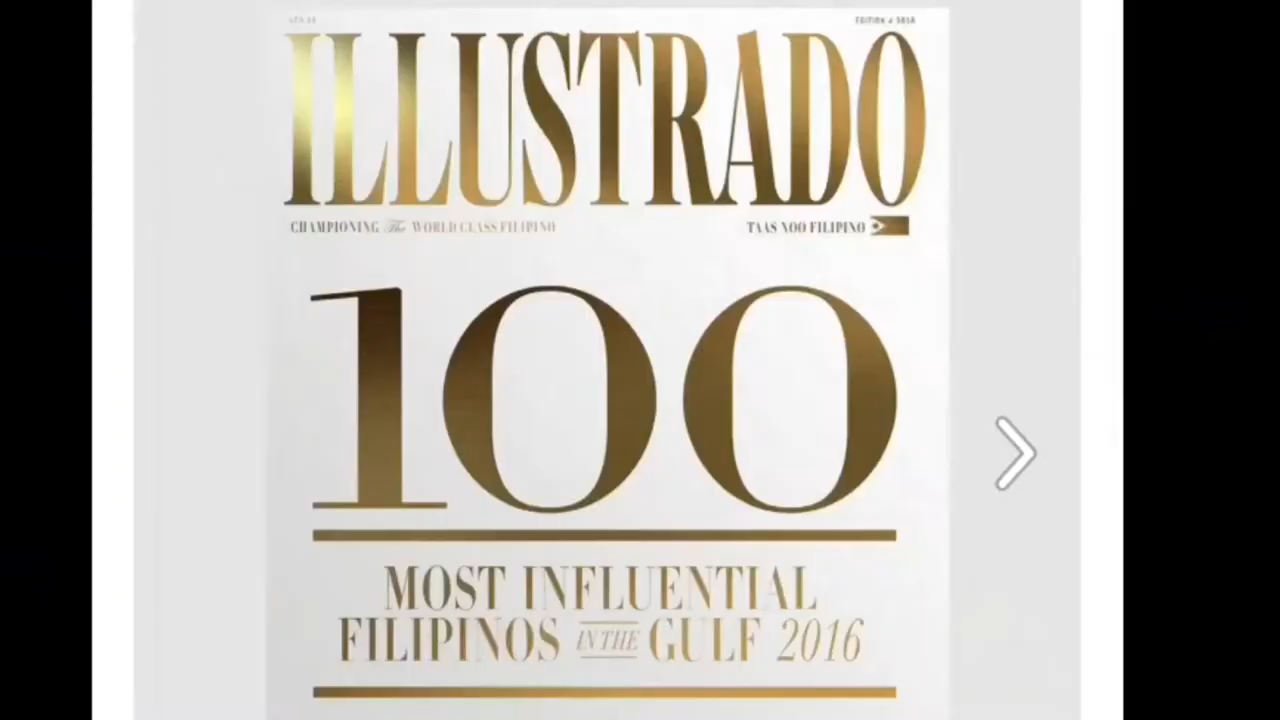 ILLUSTRADO
CHAMPIONING The WORLD CLASS FILIPINO
TAAS NOO FILIPINO
100
MOST INFLUENTIAL
FILIPINOS IN THE GULF 2016